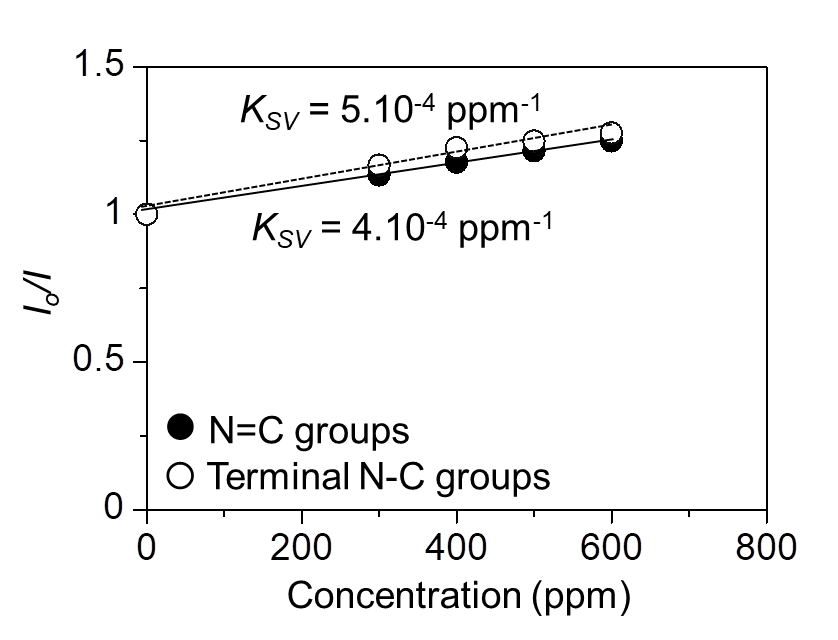 1.5
K_SV = 5.10⁻⁴ ppm⁻¹
1
K_SV = 4.10⁻⁴ ppm⁻¹
I_o/I
0.5
N=C groups
Terminal N-C groups
0
0 200 400 600 800
Concentration (ppm)